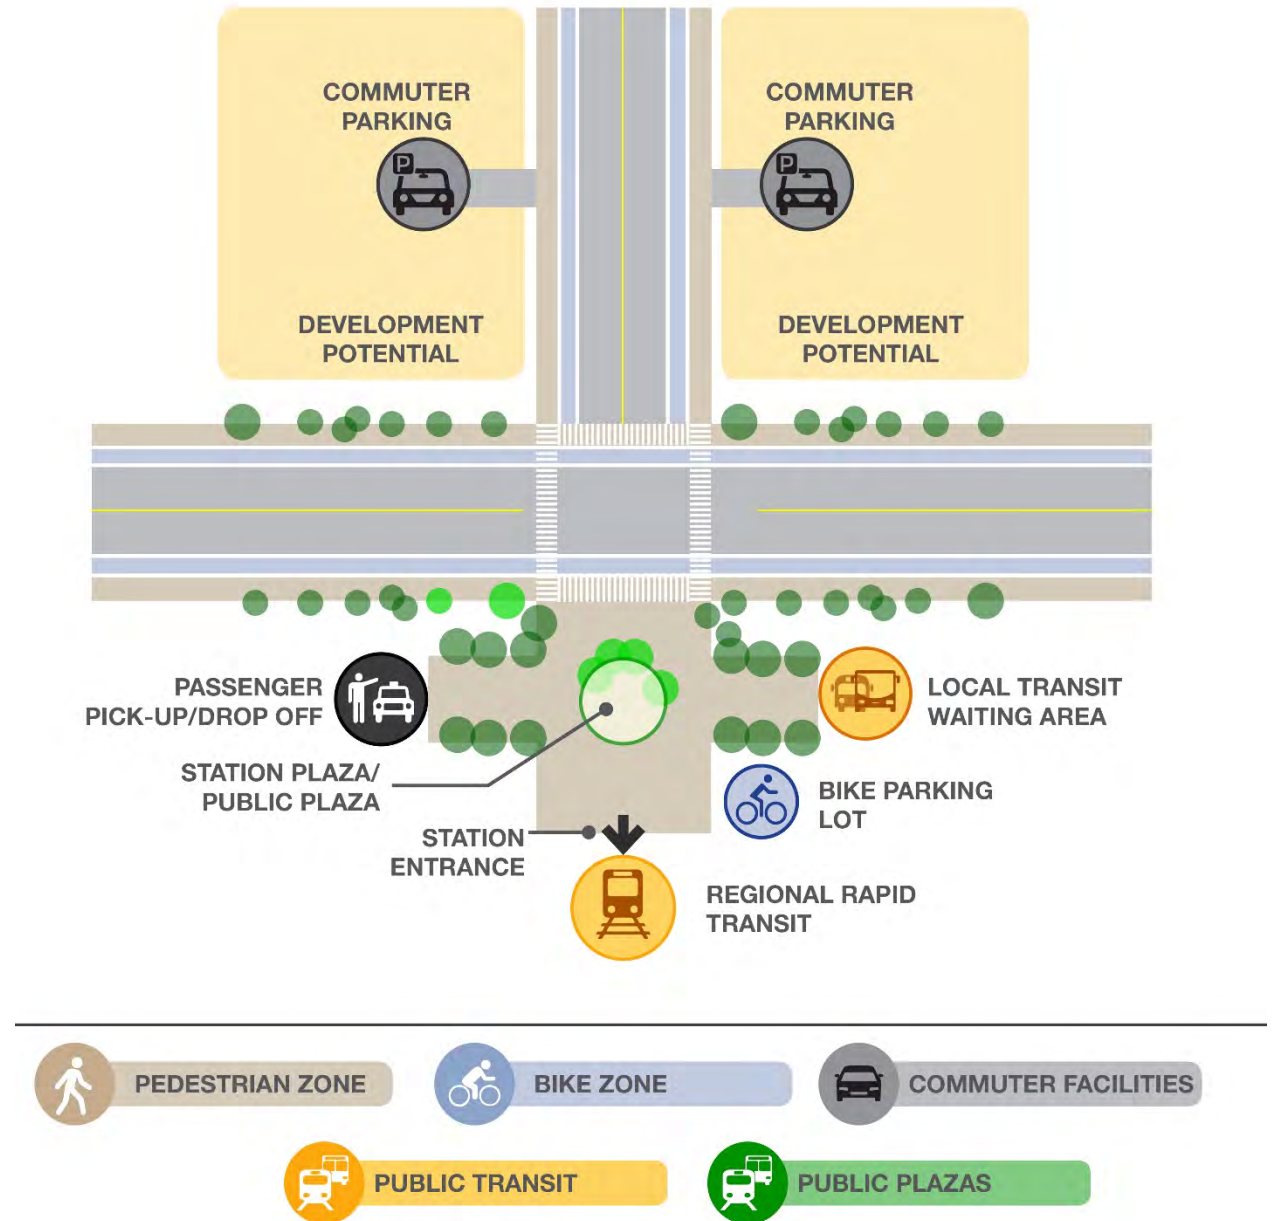 COMMUTER
PARKING
COMMUTER
PARKING
P
P
DEVELOPMENT
POTENTIAL
DEVELOPMENT
POTENTIAL
PASSENGER
PICK-UP/DROP OFF
LOCAL TRANSIT
WAITING AREA
STATION PLAZA/
PUBLIC PLAZA
BIKE PARKING
LOT
STATION
ENTRANCE
REGIONAL RAPID
TRANSIT
PEDESTRIAN ZONE
BIKE ZONE
COMMUTER FACILITIES
PUBLIC TRANSIT
PUBLIC PLAZAS